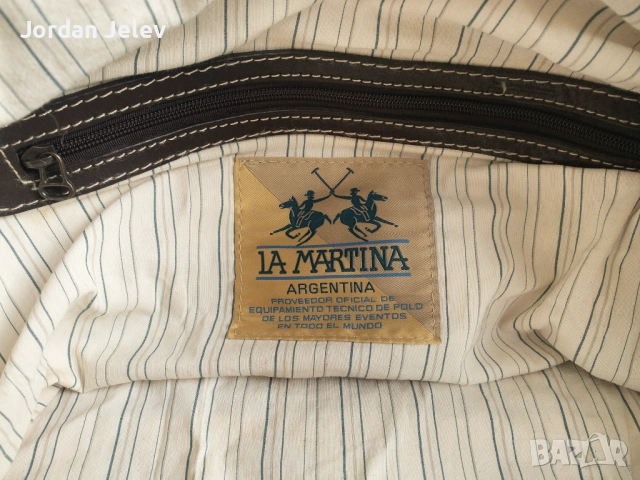 Jordan Jelev
LA MARTINA
ARGENTINA
PROVEEDOR OFICIAL DE
EQUIPAMIENTO TECNICO DE POLO
DE LOS MAYORES EVENTOS
EN TODO EL MUNDO
BAZAR